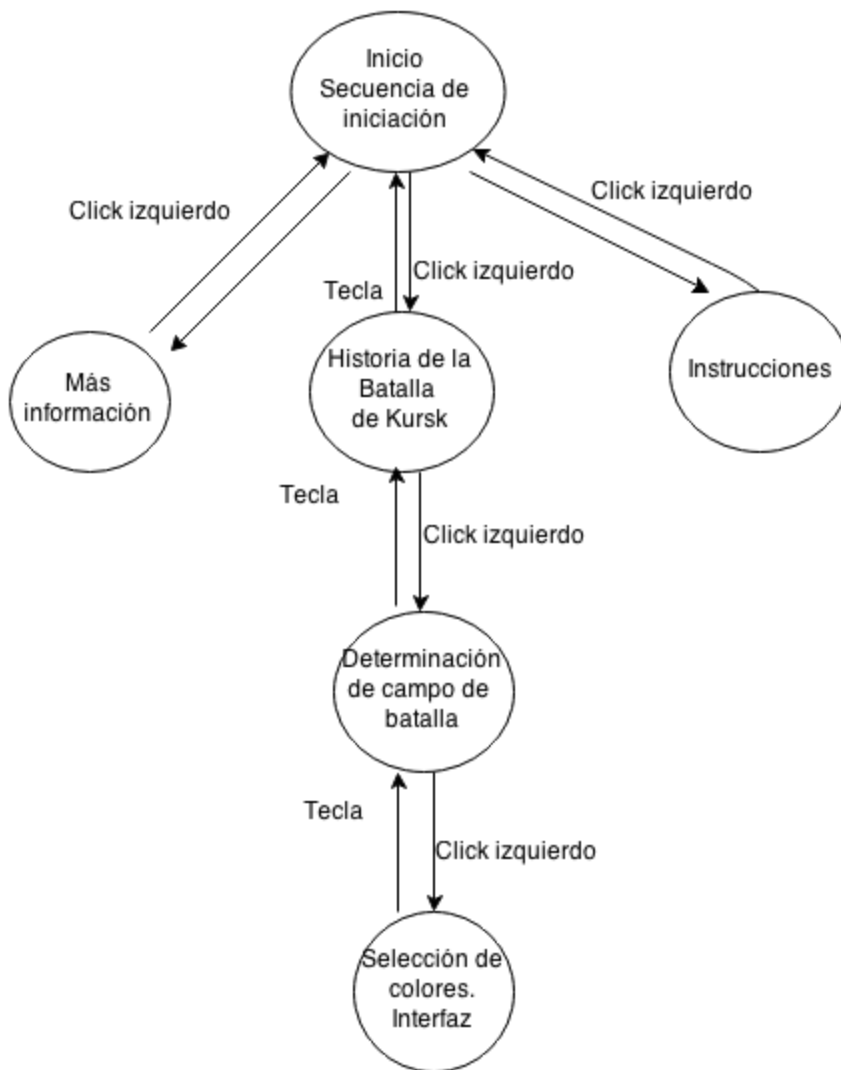 Inicio
Secuencia de
iniciación
Click izquierdo
Click izquierdo
Click izquierdo
Tecla
Historia de la
Batalla
de Kursk
Más
información
Instrucciones
Tecla
Click izquierdo
Determinación
de campo de
batalla
Tecla
Click izquierdo
Selección de
colores.
Interfaz